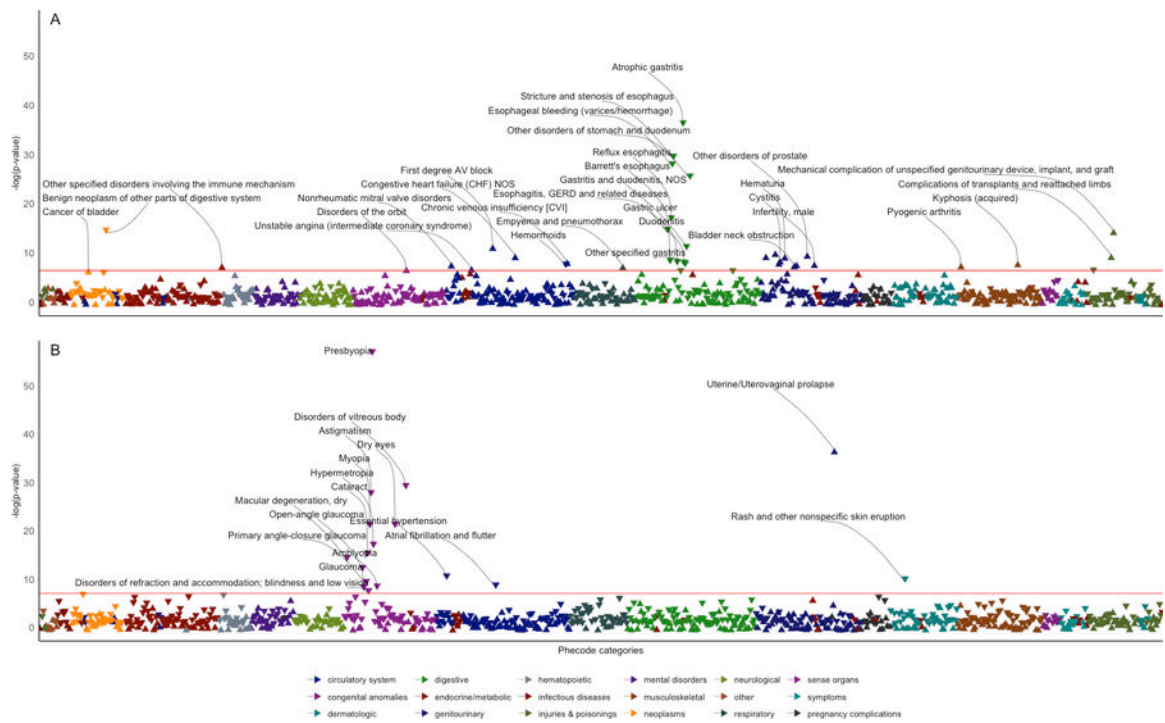 A
50
40
30
20
10
0
-log(p-value)
Atrophic gastritis
Stricture and stenosis of esophagus
Esophageal bleeding (varices/hemorrhage)
Other disorders of stomach and duodenum
Reflux esophagitis
Other disorders of prostate
First degree AV block
Barrett's esophagus
Mechanical complication of unspecified genitourinary device, implant, and graft
Other specified disorders involving the immune mechanism
Congestive heart failure (CHF) NOS
Gastritis and duodenitis, NOS
Hematuria
Complications of transplants and reattached limbs
Benign neoplasm of other parts of digestive system
Nonrheumatic mitral valve disorders
Esophagitis, GERD and related diseases
Cystitis
Kyphosis (acquired)
Cancer of bladder
Disorders of the orbit
Chronic venous insufficiency [CVI]
Gastric ulcer
Infertility, male
Pyogenic arthritis
Unstable angina (intermediate coronary syndrome)
Empyema and pneumothorax
Duodenitis
Hemorrhoids
Bladder neck obstruction
Other specified gastritis
B
50
40
30
20
10
0
-log(p-value)
Presbyopia
Uterine/Uterovaginal prolapse
Disorders of vitreous body
Astigmatism
Dry eyes
Myopia
Hypermetropia
Cataract
Macular degeneration, dry
Open-angle glaucoma
Essential hypertension
Rash and other nonspecific skin eruption
Primary angle-closure glaucoma
Atrial fibrillation and flutter
Amblyopia
Glaucoma
Disorders of refraction and accommodation; blindness and low vision
Phecode categories
circulatory system
digestive
hematopoietic
mental disorders
neurological
sense organs
congenital anomalies
endocrine/metabolic
infectious diseases
musculoskeletal
other
symptoms
dermatologic
genitourinary
injuries & poisonings
neoplasms
respiratory
pregnancy complications